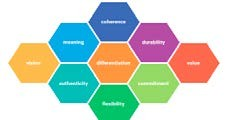 coherence
meaning
durability
vision
differentiation
value
authenticity
commitment
flexibility